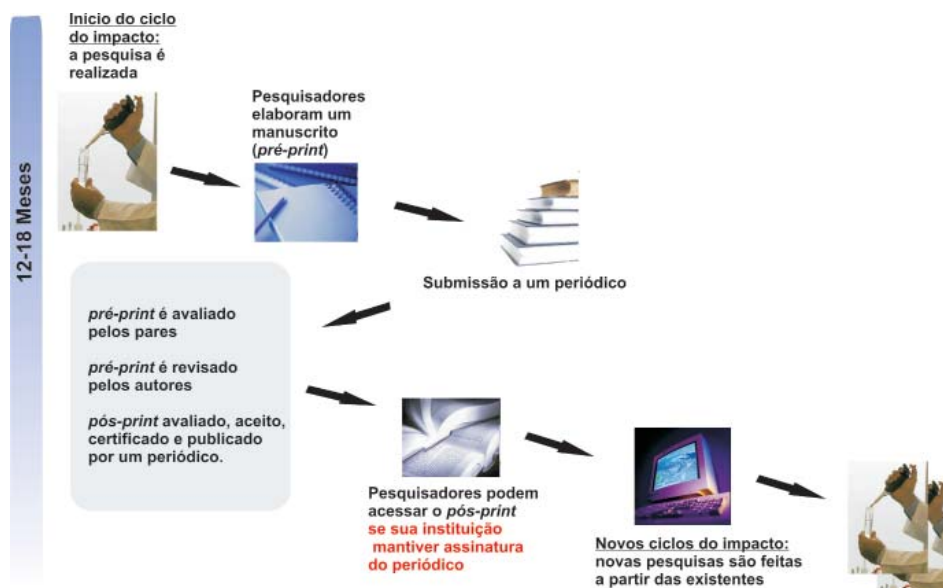 Início do ciclo
do impacto:
a pesquisa é
realizada
12-18 Meses
Pesquisadores
elaboram um
manuscrito
(pré-print)
Submissão a um periódico
pré-print é avaliado
pelos pares
pré-print é revisado
pelos autores
pós-print avaliado, aceito,
certificado e publicado
por um periódico.
Pesquisadores podem
acessar o pós-print
se sua instituição
mantiver assinatura
do periódico
Novos ciclos do impacto:
novas pesquisas são feitas
a partir das existentes